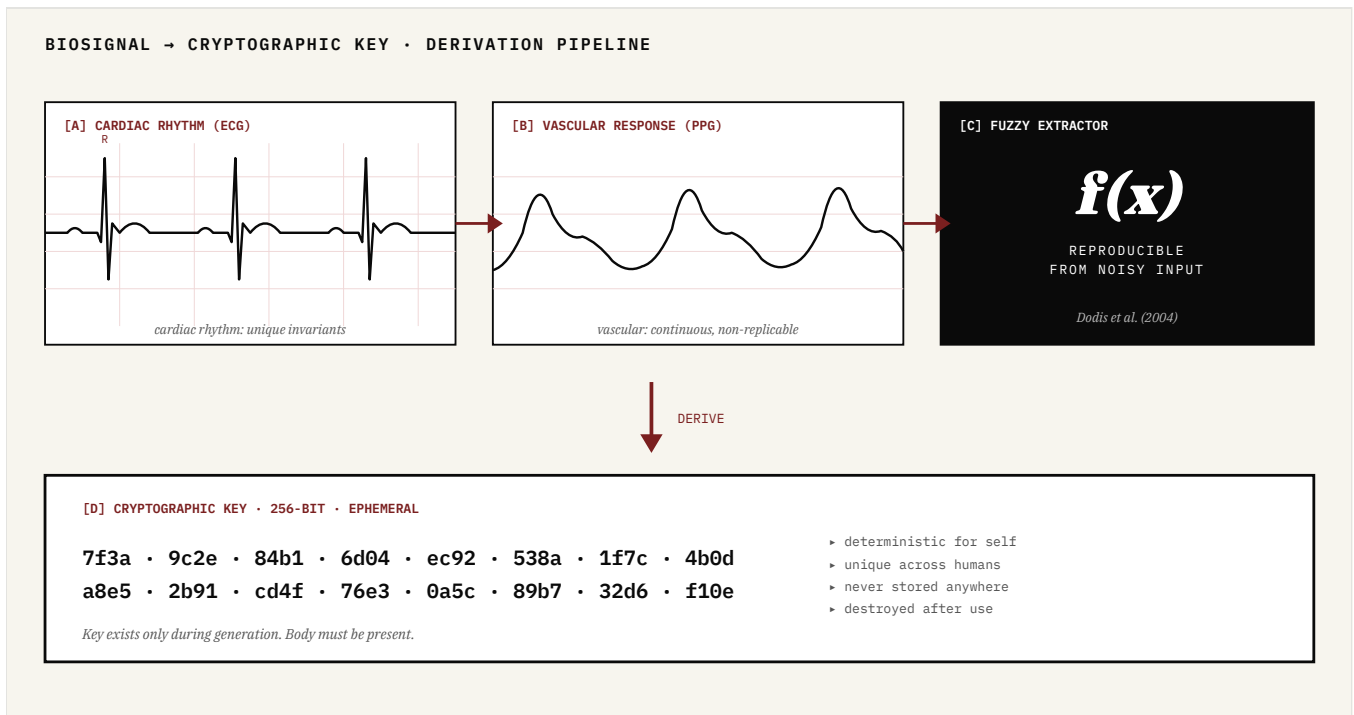 BIOSIGNAL → CRYPTOGRAPHIC KEY · DERIVATION PIPELINE
[A] CARDIAC RHYTHM (ECG)
R
cardiac rhythm: unique invariants
[B] VASCULAR RESPONSE (PPG)
vascular: continuous, non-replicable
[C] FUZZY EXTRACTOR
f(x)
REPRODUCIBLE
FROM NOISY INPUT
Dodis et al. (2004)
DERIVE
[D] CRYPTOGRAPHIC KEY · 256-BIT · EPHEMERAL
7f3a · 9c2e · 84b1 · 6d04 · ec92 · 538a · 1f7c · 4b0d
a8e5 · 2b91 · cd4f · 76e3 · 0a5c · 89b7 · 32d6 · f10e
Key exists only during generation. Body must be present.
▸ deterministic for self
▸ unique across humans
▸ never stored anywhere
▸ destroyed after use